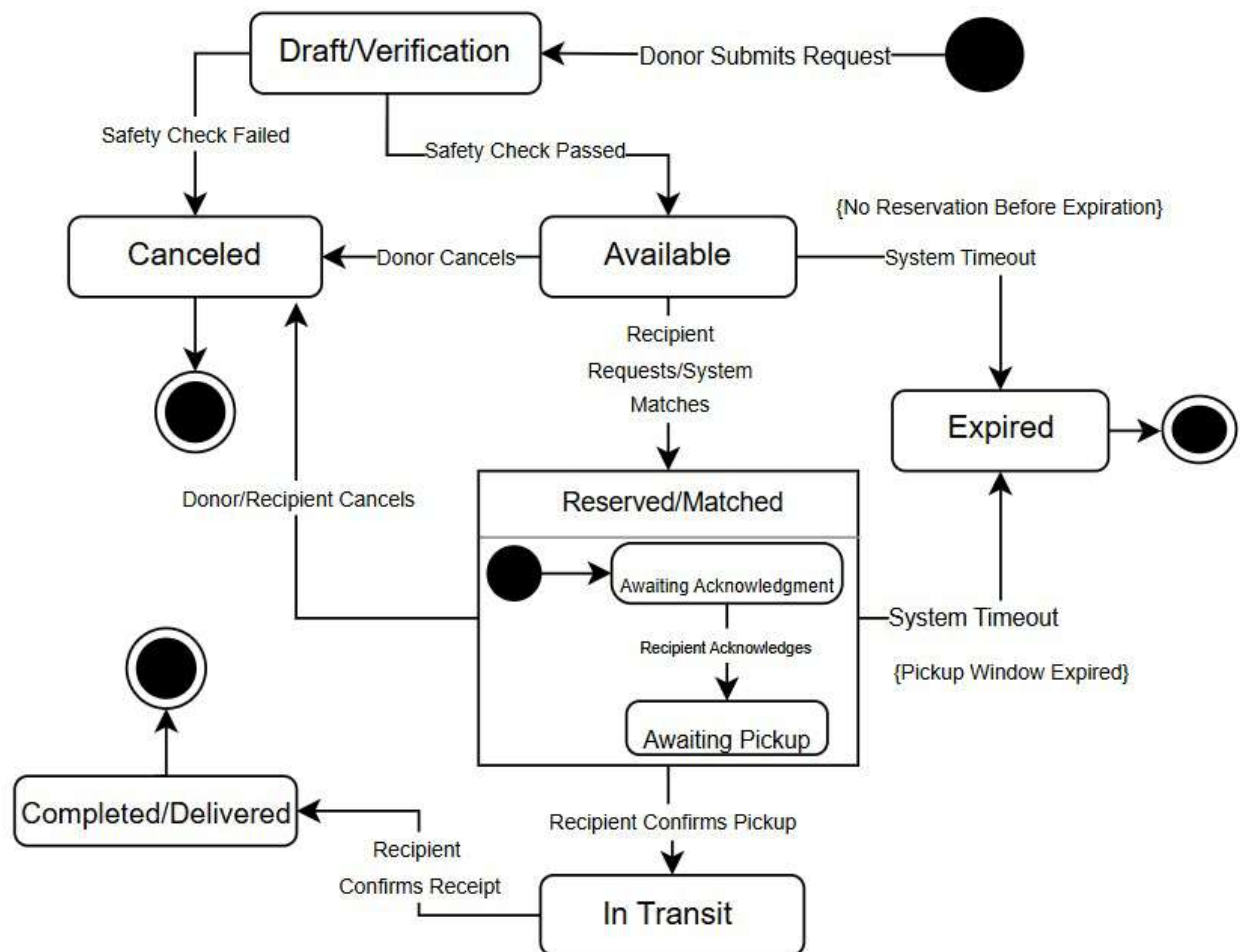 Draft/Verification
Donor Submits Request
Safety Check Failed
Safety Check Passed
{No Reservation Before Expiration}
Canceled
Donor Cancels
Available
System Timeout
Recipient
Requests/System
Matches
Expired
Donor/Recipient Cancels
Reserved/Matched
Awaiting Acknowledgment
Recipient Acknowledges
System Timeout
{Pickup Window Expired}
Awaiting Pickup
Completed/Delivered
Recipient Confirms Pickup
Recipient
Confirms Receipt
In Transit